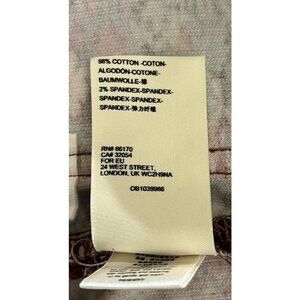 98% COTTON -COTON-
ALGODÓN-COTONE-
BAUMWOLLE-棉
2% SPANDEX-SPANDEX-
SPANDEX-SPANDEX-
SPANDEX-弹力纤维
RN# 66170
CA# 32054
FOR EU
24 WEST STREET,
LONDON, UK WC2H9NA
OB1039966